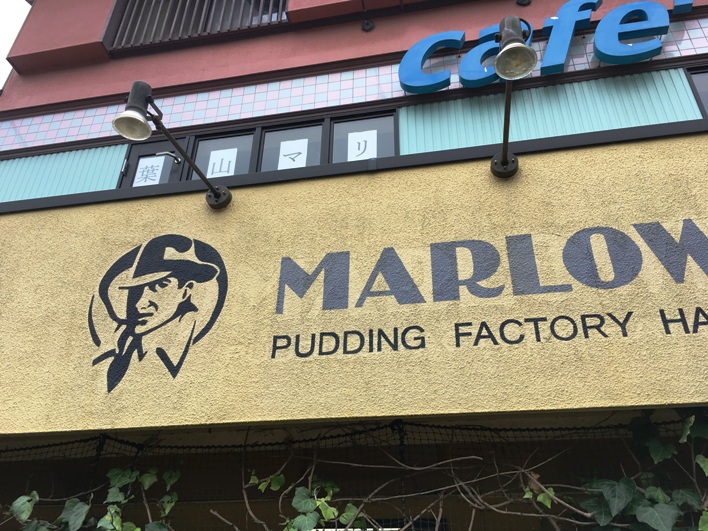 cafe'
葉山マリ
MARLOW
PUDDING FACTORY HA